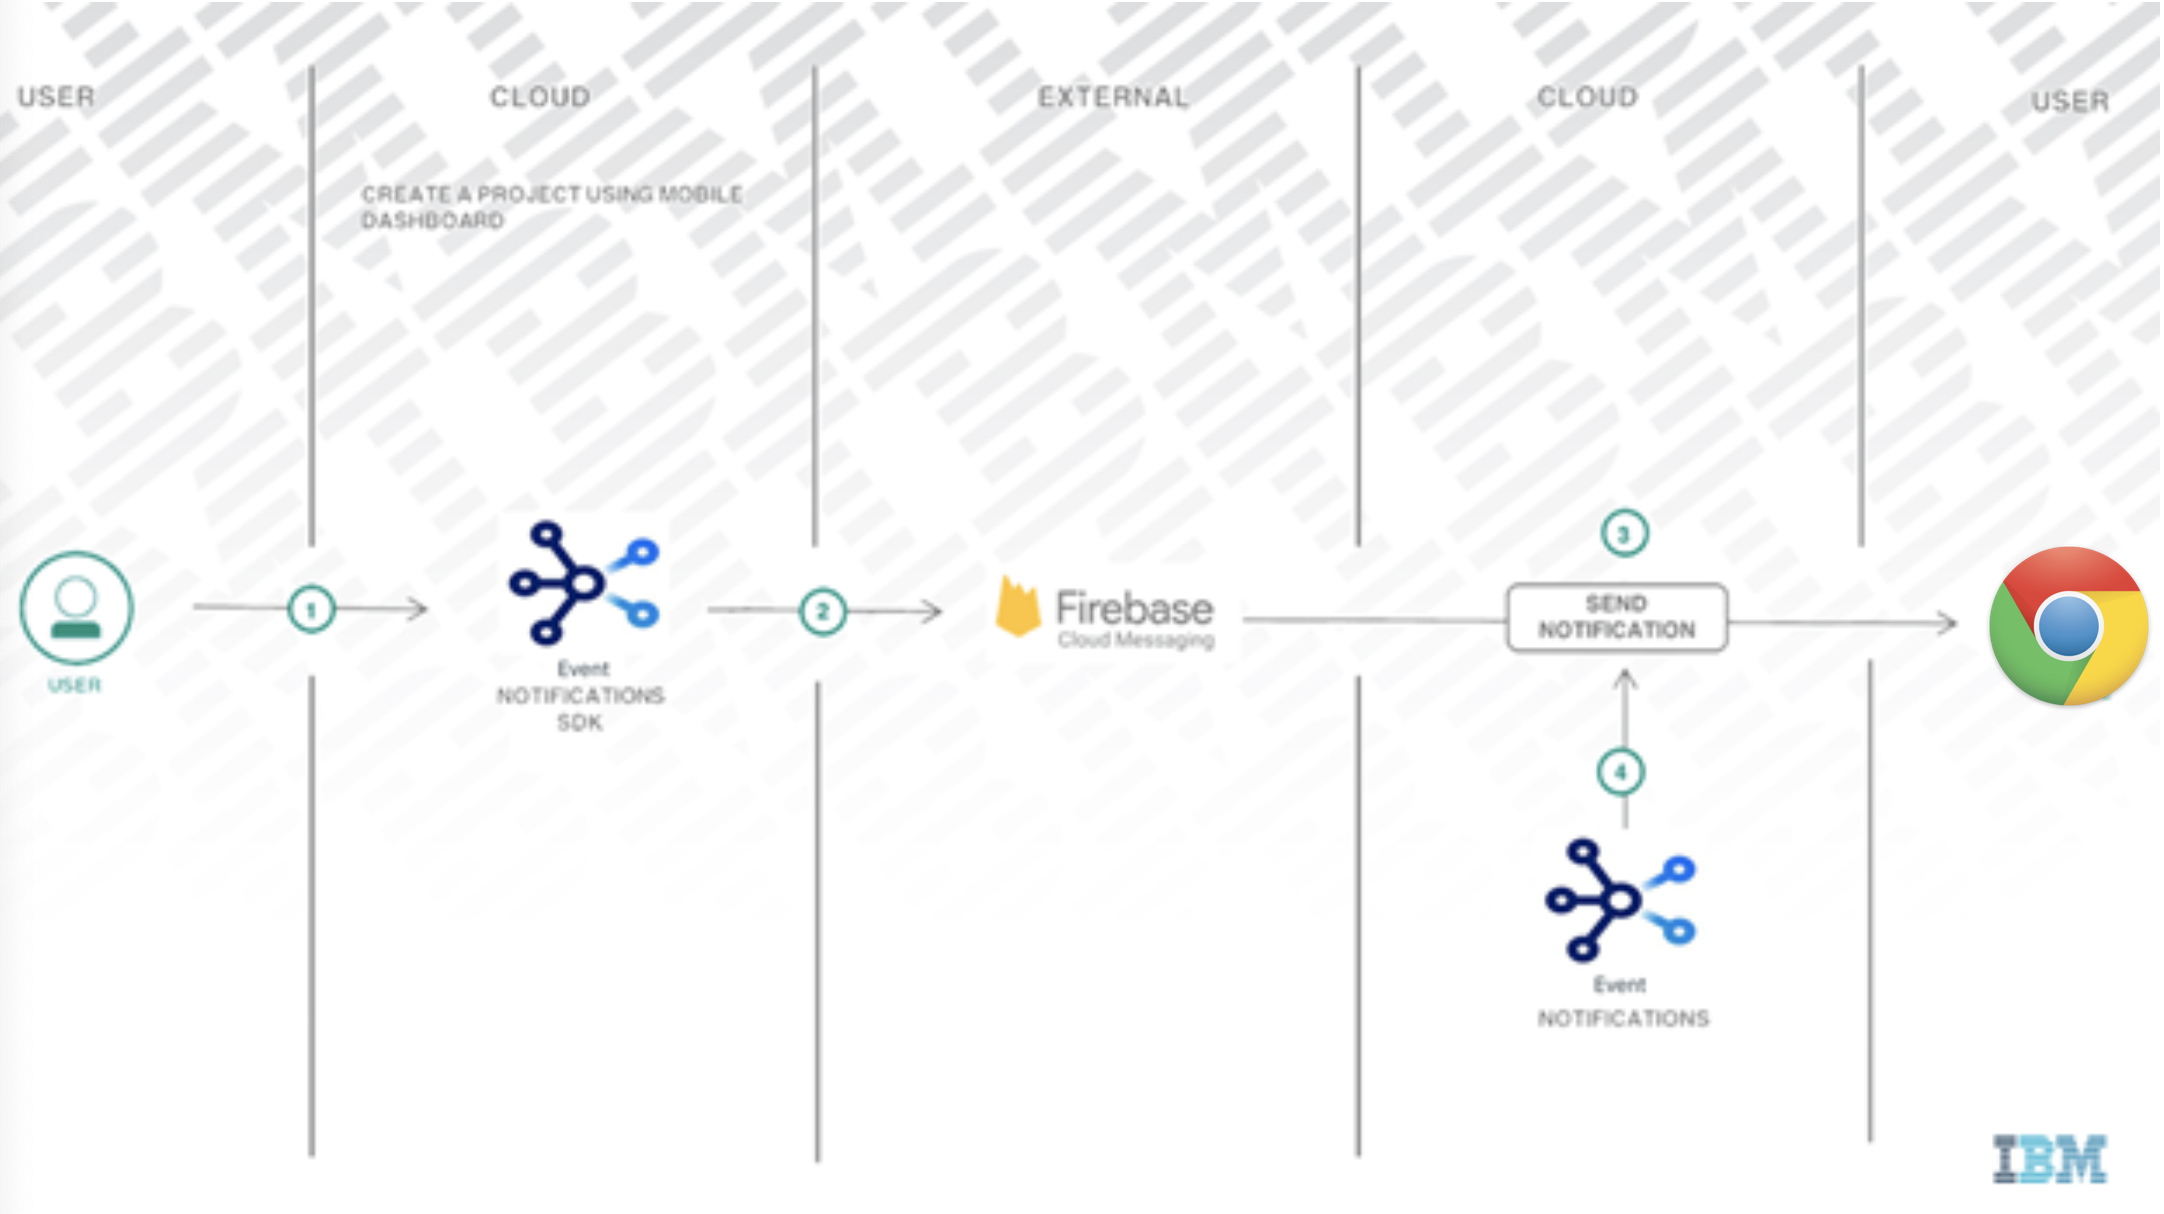 USER
CLOUD
EXTERNAL
CLOUD
USER
CREATE A PROJECT USING MOBILE
DASHBOARD
USER
1
Event
NOTIFICATIONS
SDK
2
Firebase
Cloud Messaging
3
SEND
NOTIFICATION
4
Event
NOTIFICATIONS
IBM